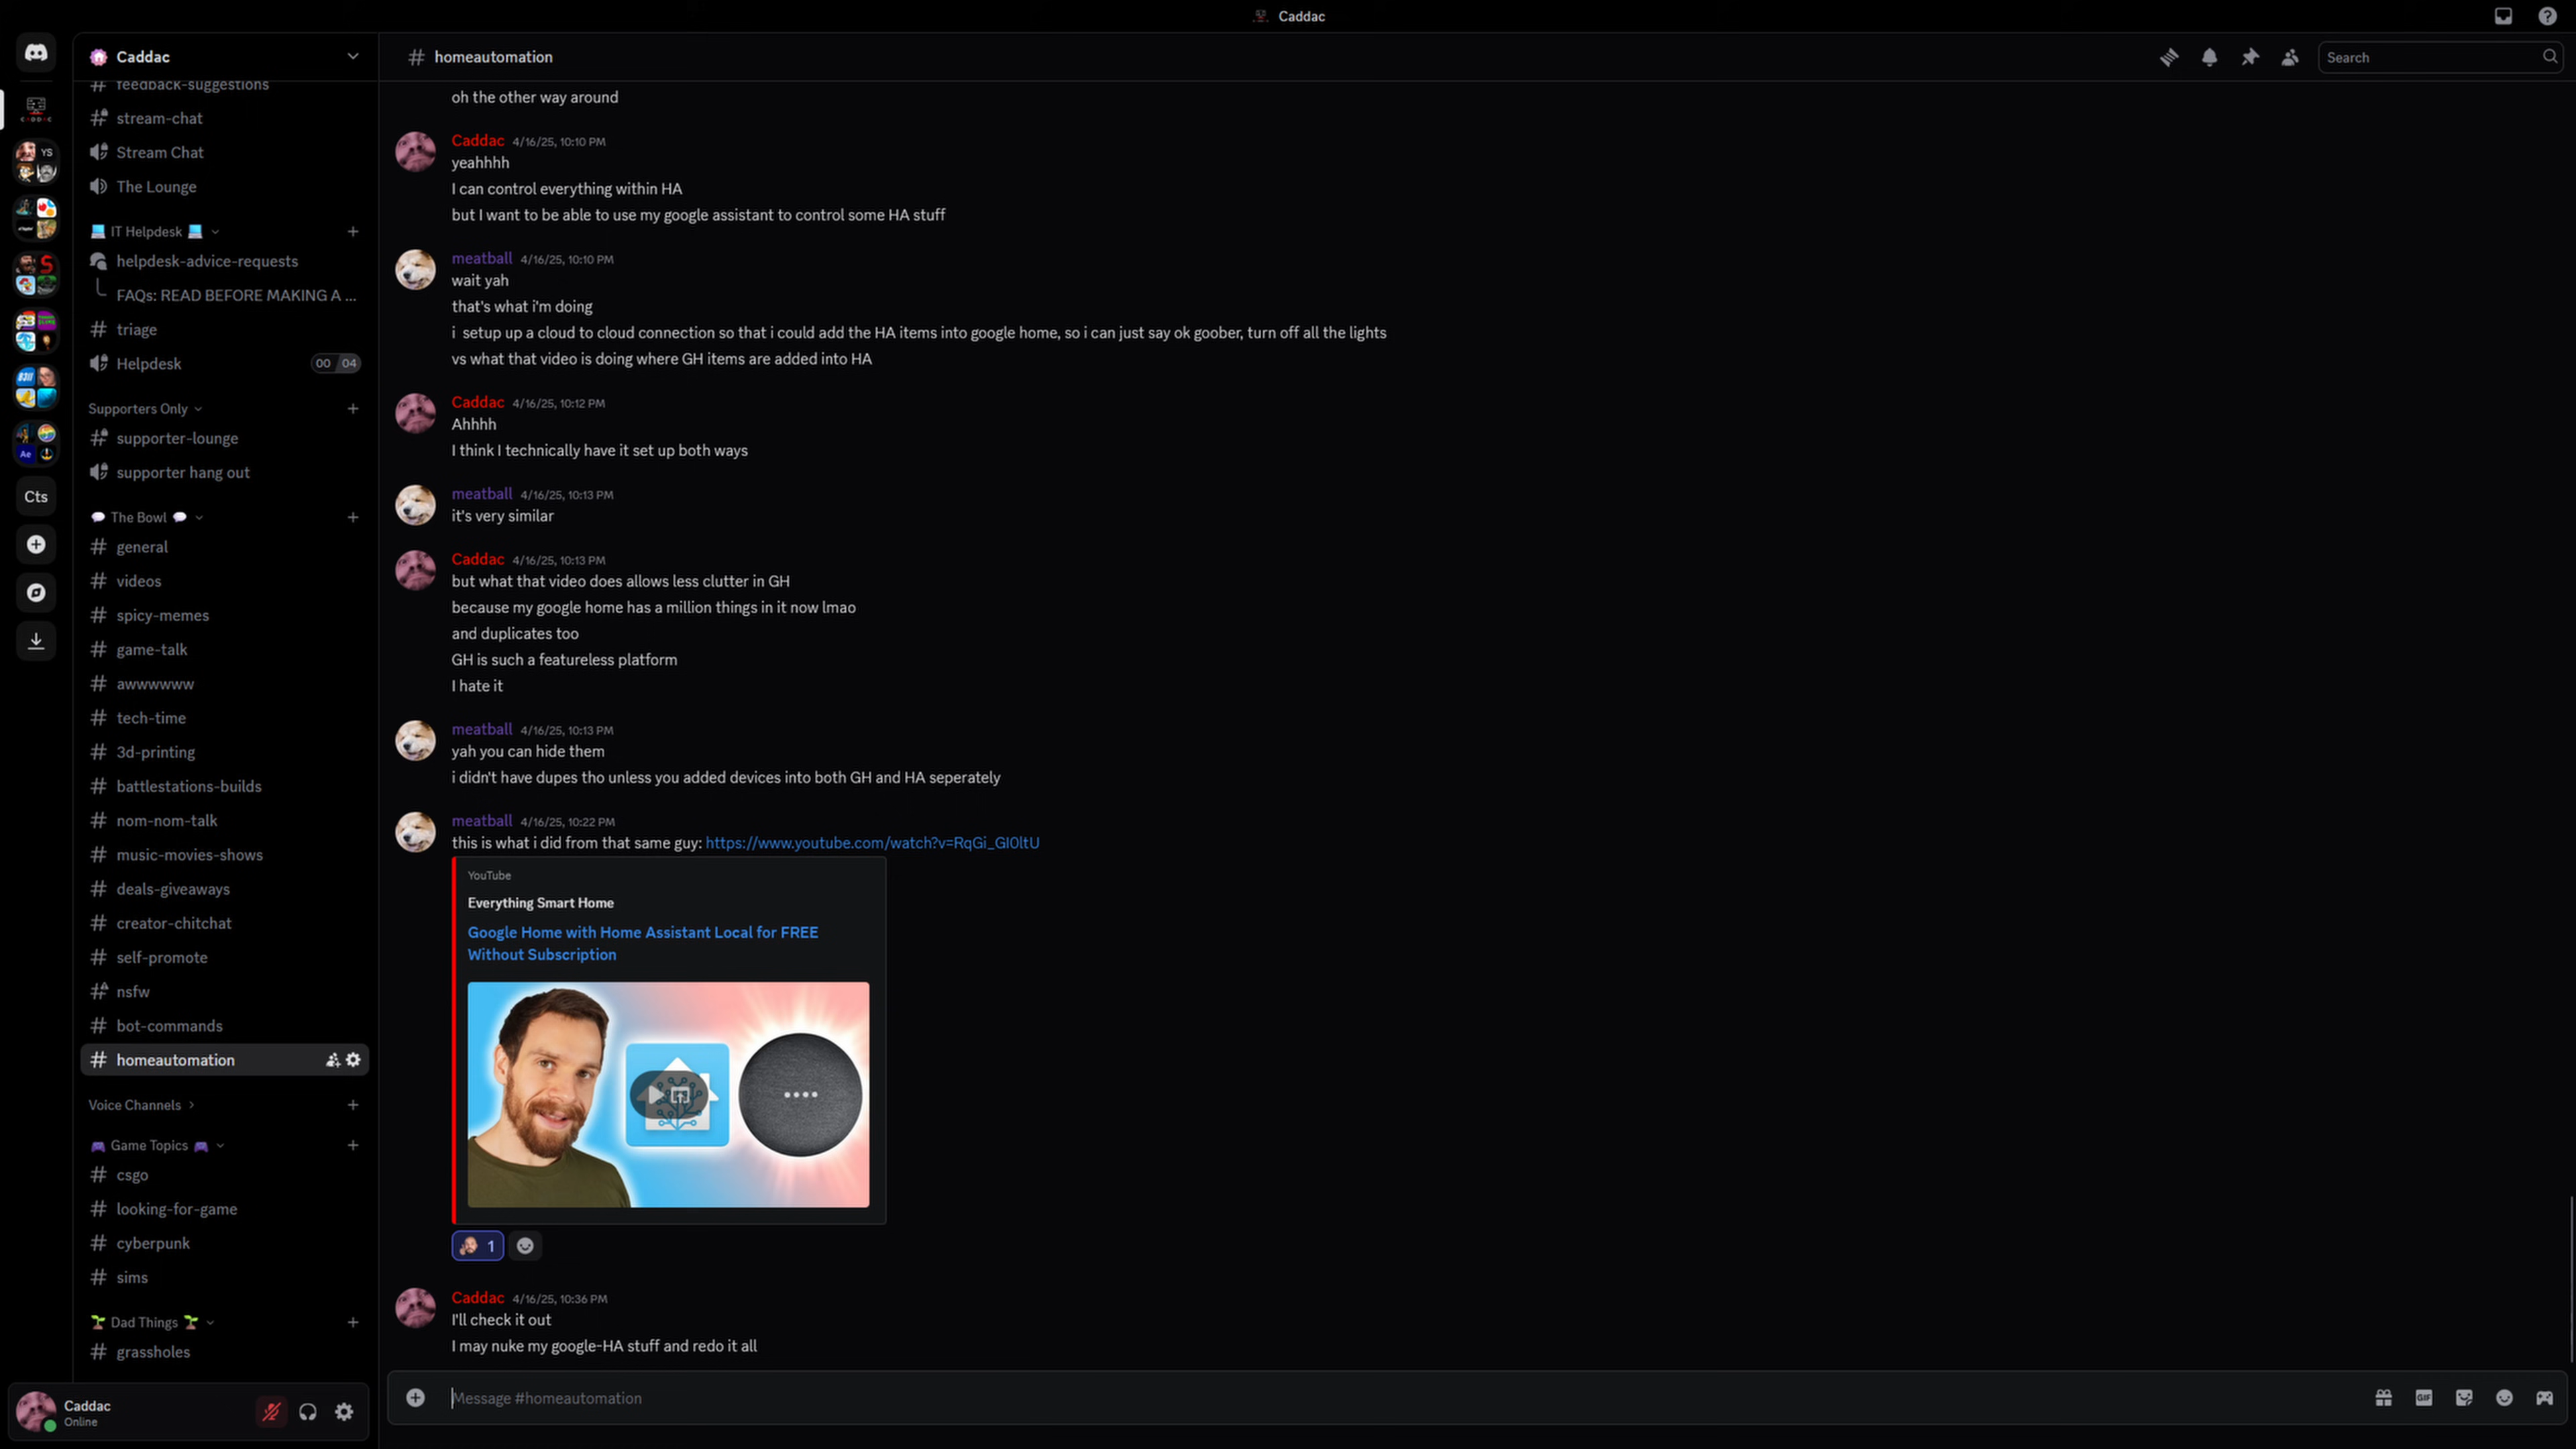 Caddac
Caddac
feedback-suggestions
stream-chat
Stream Chat
The Lounge
IT Helpdesk
helpdesk-advice-requests
FAQs: READ BEFORE MAKING A ...
triage
Helpdesk
00 04
Supporters Only
supporter-lounge
supporter hang out
The Bowl
general
videos
spicy-memes
game-talk
awwwwww
tech-time
3d-printing
battlestations-builds
nom-nom-talk
music-movies-shows
deals-giveaways
creator-chitchat
self-promote
nsfw
bot-commands
homeautomation
Voice Channels
Game Topics
csgo
looking-for-game
cyberpunk
sims
Dad Things
grassholes
Caddac
Online
YS
Ae
Cts
homeautomation
Search
oh the other way around
Caddac 4/16/25, 10:10 PM
yeahhhh
I can control everything within HA
but I want to be able to use my google assistant to control some HA stuff
meatball 4/16/25, 10:10 PM
wait yah
that's what i'm doing
i setup up a cloud to cloud connection so that i could add the HA items into google home, so i can just say ok goober, turn off all the lights
vs what that video is doing where GH items are added into HA
Caddac 4/16/25, 10:12 PM
Ahhhh
I think I technically have it set up both ways
meatball 4/16/25, 10:13 PM
it's very similar
Caddac 4/16/25, 10:13 PM
but what that video does allows less clutter in GH
because my google home has a million things in it now lmao
and duplicates too
GH is such a featureless platform
I hate it
meatball 4/16/25, 10:13 PM
yah you can hide them
i didn't have dupes tho unless you added devices into both GH and HA seperately
meatball 4/16/25, 10:22 PM
this is what i did from that same guy: https://www.youtube.com/watch?v=RqGi_GI0ltU
YouTube
Everything Smart Home
Google Home with Home Assistant Local for FREE
Without Subscription
1
Caddac 4/16/25, 10:36 PM
I'll check it out
I may nuke my google-HA stuff and redo it all
Message #homeautomation
GIF